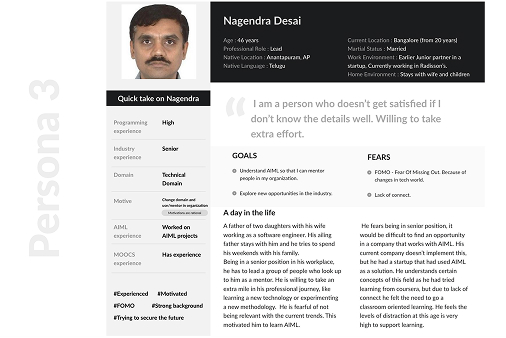 Persona 3
Nagendra Desai
Age : 46 years
Professional Role : Lead
Native Location : Anantapuram, AP
Native Language : Telugu
Current Location : Bangalore (from 20 years)
Martial Status : Married
Work Environment : Earlier Junior partner in a
startup, Currently working in Radisson's.
Home Environment : Stays with wife and children
Quick take on Nagendra
Programming
experience
High
Industry
experience
Senior
Domain
Technical
Domain
Motive
Change domain and
cor/mentor in organization
Motivations are rational
AIML
experience
Worked on
AIML projects
MOOCS
experience
Has experience
#Experienced #Motivated
#FOMO #Strong background
#Trying to secure the future
“ I am a person who doesn't get satisfied if I
don't know the details well. Willing to take
extra effort.
GOALS
Understand AIML so that I can mentor
people in my organization.
Explore new opportunities in the industry.
FEARS
FOMO - Fear Of Missing Out. Because of
changes in tech world.
Lack of connect.
A day in the life
A father of two daughters with his wife
working as a software engineer. His ailing
father stays with him and he tries to spend
his weekends with his family.
Being in a senior position in his workplace,
he has to lead a group of people who look up
to him as a mentor. He is willing to take an
extra mile in his professional journey, like
learning a new technology or experimenting
a new methodology. He is fearful of not
being relevant with the current trends. This
motivated him to learn AIML.
He fears being in senior position, it
would be difficult to find an opportunity
in a company that works with AIML. His
current company doesn't implement this,
but he had a startup that had used AIML
as a solution. He understands certain
concepts of this field as he had tried
learning from coursera, but due to lack of
connect he felt the need to go a
classroom oriented learning. He feels the
levels of distraction at this age is very
high to support learning.